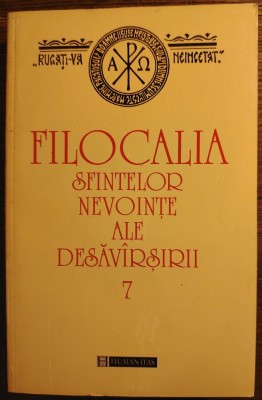 „RUGAȚI-VĂ
NEÎNCETAT.”
Α Ω
FILOCALIA
SFINTELOR
NEVOINȚE
ALE
DESĂVÎRȘIRII
7
HUMANITAS